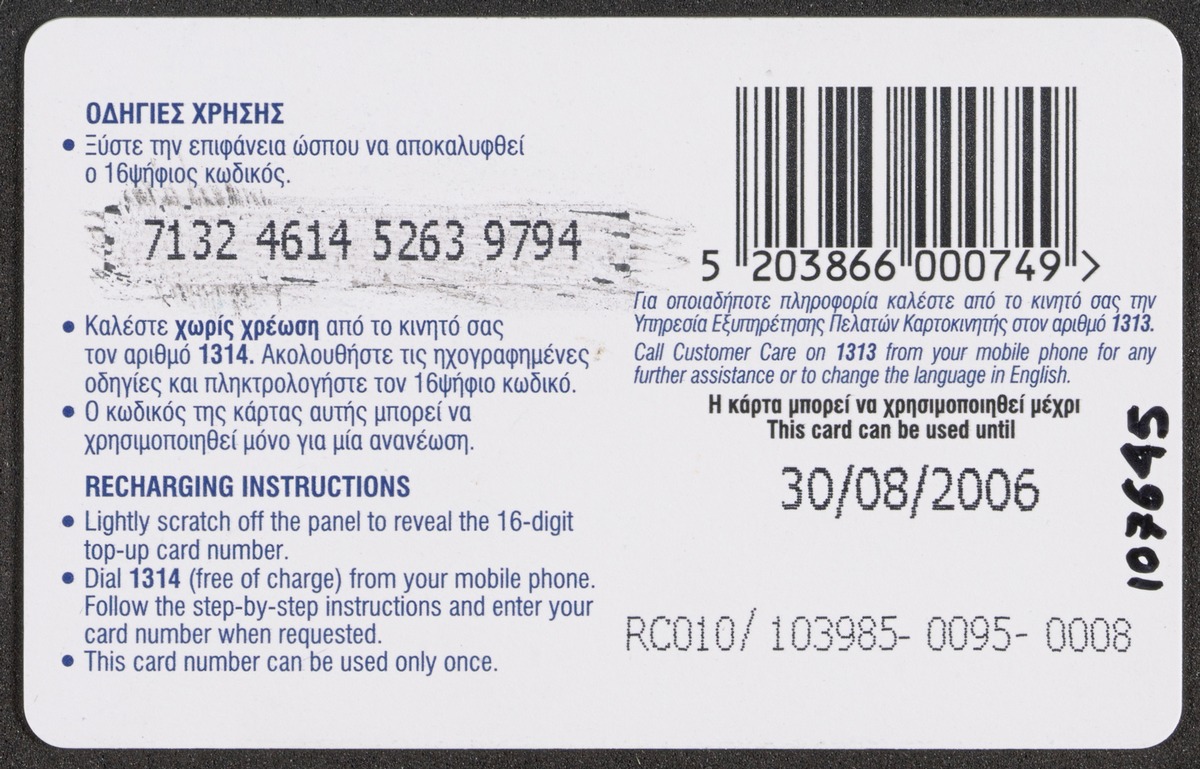 ΟΔΗΓΙΕΣ ΧΡΗΣΗΣ
• Ξύστε την επιφάνεια ώσπου να αποκαλυφθεί
ο 16ψήφιος κωδικός.
7132 4614 5263 9794
• Καλέστε χωρίς χρέωση από το κινητό σας
τον αριθμό 1314. Ακολουθήστε τις ηχογραφημένες
οδηγίες και πληκτρολογήστε τον 16ψήφιο κωδικό.
• Ο κωδικός της κάρτας αυτής μπορεί να
χρησιμοποιηθεί μόνο για μία ανανέωση.
RECHARGING INSTRUCTIONS
• Lightly scratch off the panel to reveal the 16-digit
top-up card number.
• Dial 1314 (free of charge) from your mobile phone.
Follow the step-by-step instructions and enter your
card number when requested.
• This card number can be used only once.
5 203866 000749 >
Για οποιαδήποτε πληροφορία καλέστε από το κινητό σας την
Υπηρεσία Εξυπηρέτησης Πελατών Καρτοκινητής στον αριθμό 1313.
Call Customer Care on 1313 from your mobile phone for any
further assistance or to change the language in English.
Η κάρτα μπορεί να χρησιμοποιηθεί μέχρι
This card can be used until
30/08/2006
RC010/ 103985- 0095- 0008
107645